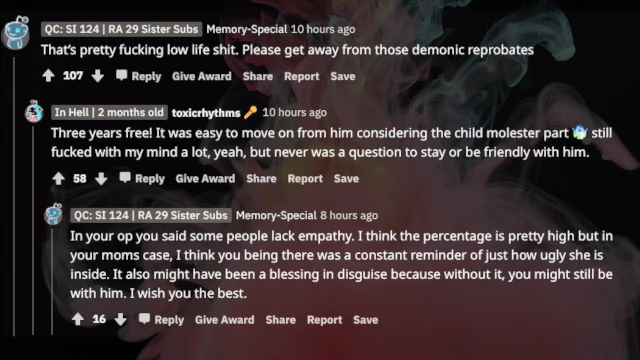 QC: SI 124 | RA 29 Sister Subs Memory-Special 10 hours ago
That's pretty fucking low life shit. Please get away from those demonic reprobates
107 Reply Give Award Share Report Save
In Hell | 2 months old toxicrhythms 🔑 10 hours ago
Three years free! It was easy to move on from him considering the child molester part still
fucked with my mind a lot, yeah, but never was a question to stay or be friendly with him.
58 Reply Give Award Share Report Save
QC: SI 124 | RA 29 Sister Subs Memory-Special 8 hours ago
In your op you said some people lack empathy. I think the percentage is pretty high but in
your moms case, I think you being there was a constant reminder of just how ugly she is
inside. It also might have been a blessing in disguise because without it, you might still be
with him. I wish you the best.
16 Reply Give Award Share Report Save